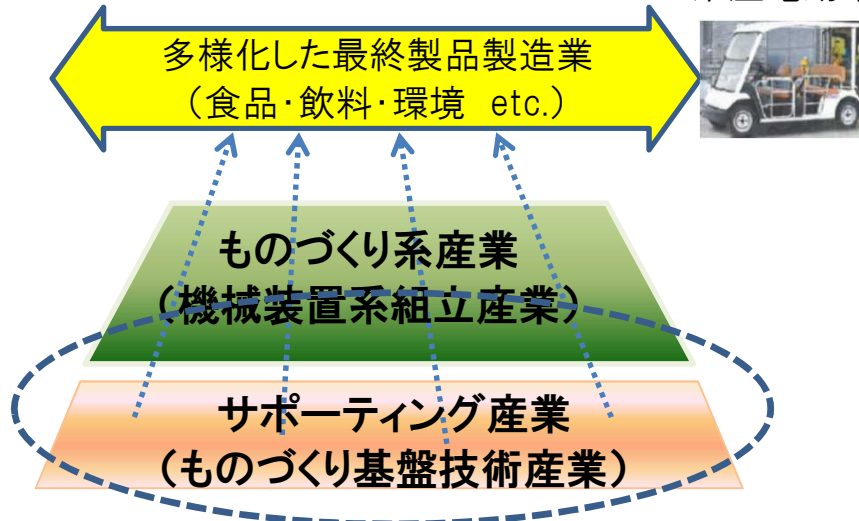 多様化した最終製品製造業
（食品・飲料・環境 etc.）
ものづくり系産業
（機械装置系組立産業）
サポーティング産業
（ものづくり基盤技術産業）